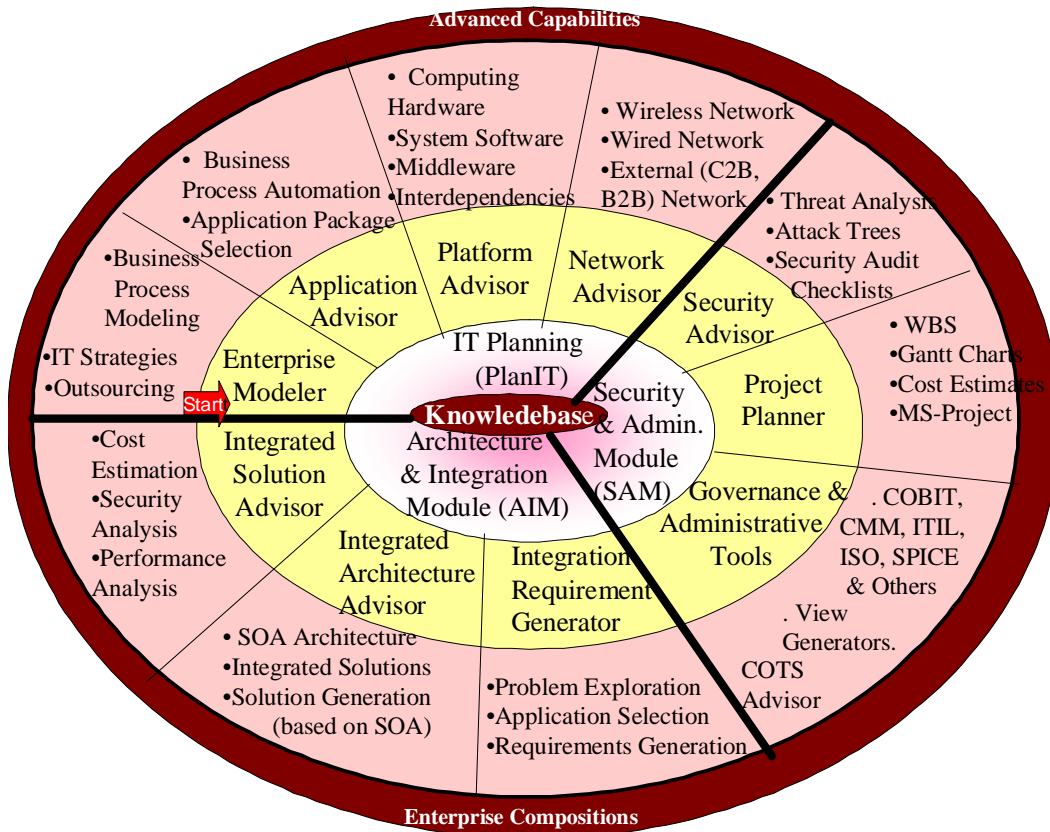 Advanced Capabilities
• Computing
Hardware
•System Software
•Middleware
•Interdependencies
• Wireless Network
•Wired Network
•External (C2B,
B2B) Network
• Business
Process Automation
•Application Package
Selection
• Threat Analysis
•Attack Trees
•Security Audit
Checklists
•Business
Process
Modeling
•IT Strategies
•Outsourcing
Start
• WBS
•Gantt Charts
•Cost Estimates
•MS-Project
Platform
Advisor
Network
Advisor
Application
Advisor
Security
Advisor
Enterprise
Modeler
Project
Planner
IT Planning
(PlanIT)
Security
& Admin.
Module
(SAM)
Knowledebase
Architecture
& Integration
Module (AIM)
Integrated
Solution
Advisor
Governance &
Administrative
Tools
Integrated
Architecture
Advisor
Integration
Requirement
Generator
•Cost
Estimation
•Security
Analysis
•Performance
Analysis
. COBIT,
CMM, ITIL,
ISO, SPICE
& Others
. View
Generators.
COTS
Advisor
• SOA Architecture
•Integrated Solutions
•Solution Generation
(based on SOA)
•Problem Exploration
•Application Selection
•Requirements Generation
Enterprise Compositions